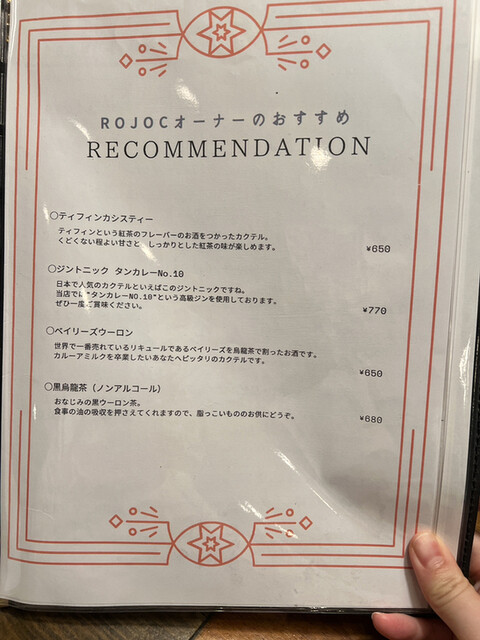 ROJOCオーナーのおすすめ
RECOMMENDATION
○ティフィンカシスティー
ティフィンという紅茶のフレーバーのお酒をつかったカクテル。
くどくない程よい甘さと しっかりとした紅茶の味が楽しめます。
¥650
○ジントニック タンカレーNo.10
日本で人気のカクテルといえばこのジントニックですね。
当店では"タンカレーNO.10"という高級ジンを使用しております。
ぜひ一度ご賞味ください。
¥770
○ベイリーズウーロン
世界で一番売れているリキュールであるベイリーズを烏龍茶で割ったお酒です。
カルーアミルクを卒業したいあなたへピッタリのカクテルです。
¥650
○黒烏龍茶（ノンアルコール）
おなじみの黒ウーロン茶。
食事の油の吸収を押さえてくれますので、脂っこいもののお供にどうぞ。
¥680